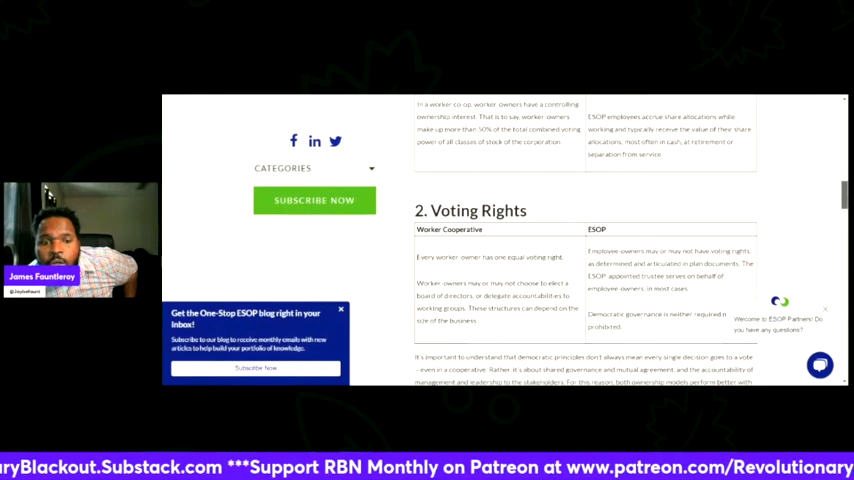 In a worker co-op, worker-owners have a controlling
ownership interest. That is to say, worker-owners
make up more than 50% of the total combined voting
power of all classes of stock of the corporation
ESOP employees accrue share allocations while
working and typically receive the value of their share
allocations, most often in cash, at retirement or
separation from service
CATEGORIES
SUBSCRIBE NOW
2. Voting Rights
Worker Cooperative
ESOP
Every worker-owner has one equal voting right.
Worker-owners may or may not choose to elect a
board of directors, or delegate accountabilities to
working groups. These structures can depend on the
size of the business
Employee-owners may or may not have voting rights,
as determined and articulated in plan documents. The
ESOP appointed trustee serves on behalf of
employee-owners, in most cases
Democratic governance is neither required n
prohibited.
It's important to understand that democratic principles don't always mean every single decision goes to a vote
– even in a cooperative. Rather it's about shared governance and mutual agreement, and the accountability of
management and leadership to the stakeholders. For this reason, both ownership models perform better with
James Fauntleroy
Get the One-Stop ESOP blog right in your
Inbox!
Subscribe to our blog to receive monthly emails with new
articles to help build your portfolio of knowledge.
Subscribe Now
Welcome to ESOP Partners! Do
you have any questions?
aryBlackout.Substack.com ***Support RBN Monthly on Patreon at www.patreon.com/Revolutionary